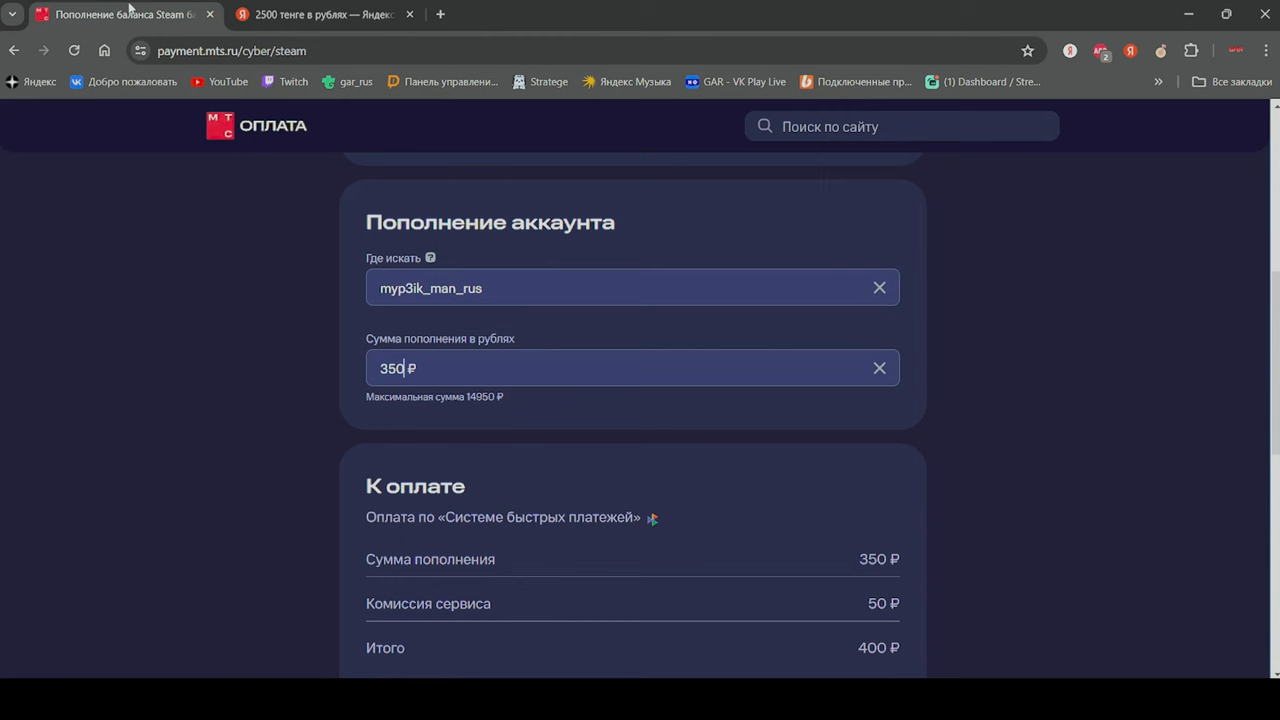 Пополнение баланса Steam б
2500 тенге в рублях — Яндекс
payment.mts.ru/cyber/steam
2
Яндекс
Добро пожаловать
YouTube
Twitch
gar_rus
Панель управлени...
Stratege
Яндекс Музыка
GAR - VK Play Live
Подключенные пр...
(1) Dashboard / Stre...
»
Все закладки
МТС ОПЛАТА
Поиск по сайту
Пополнение аккаунта
Где искать ?
myp3ik_man_rus
Сумма пополнения в рублях
350 ₽
Максимальная сумма 14950 ₽
К оплате
Оплата по «Системе быстрых платежей»
Сумма пополнения 350 ₽
Комиссия сервиса 50 ₽
Итого 400 ₽